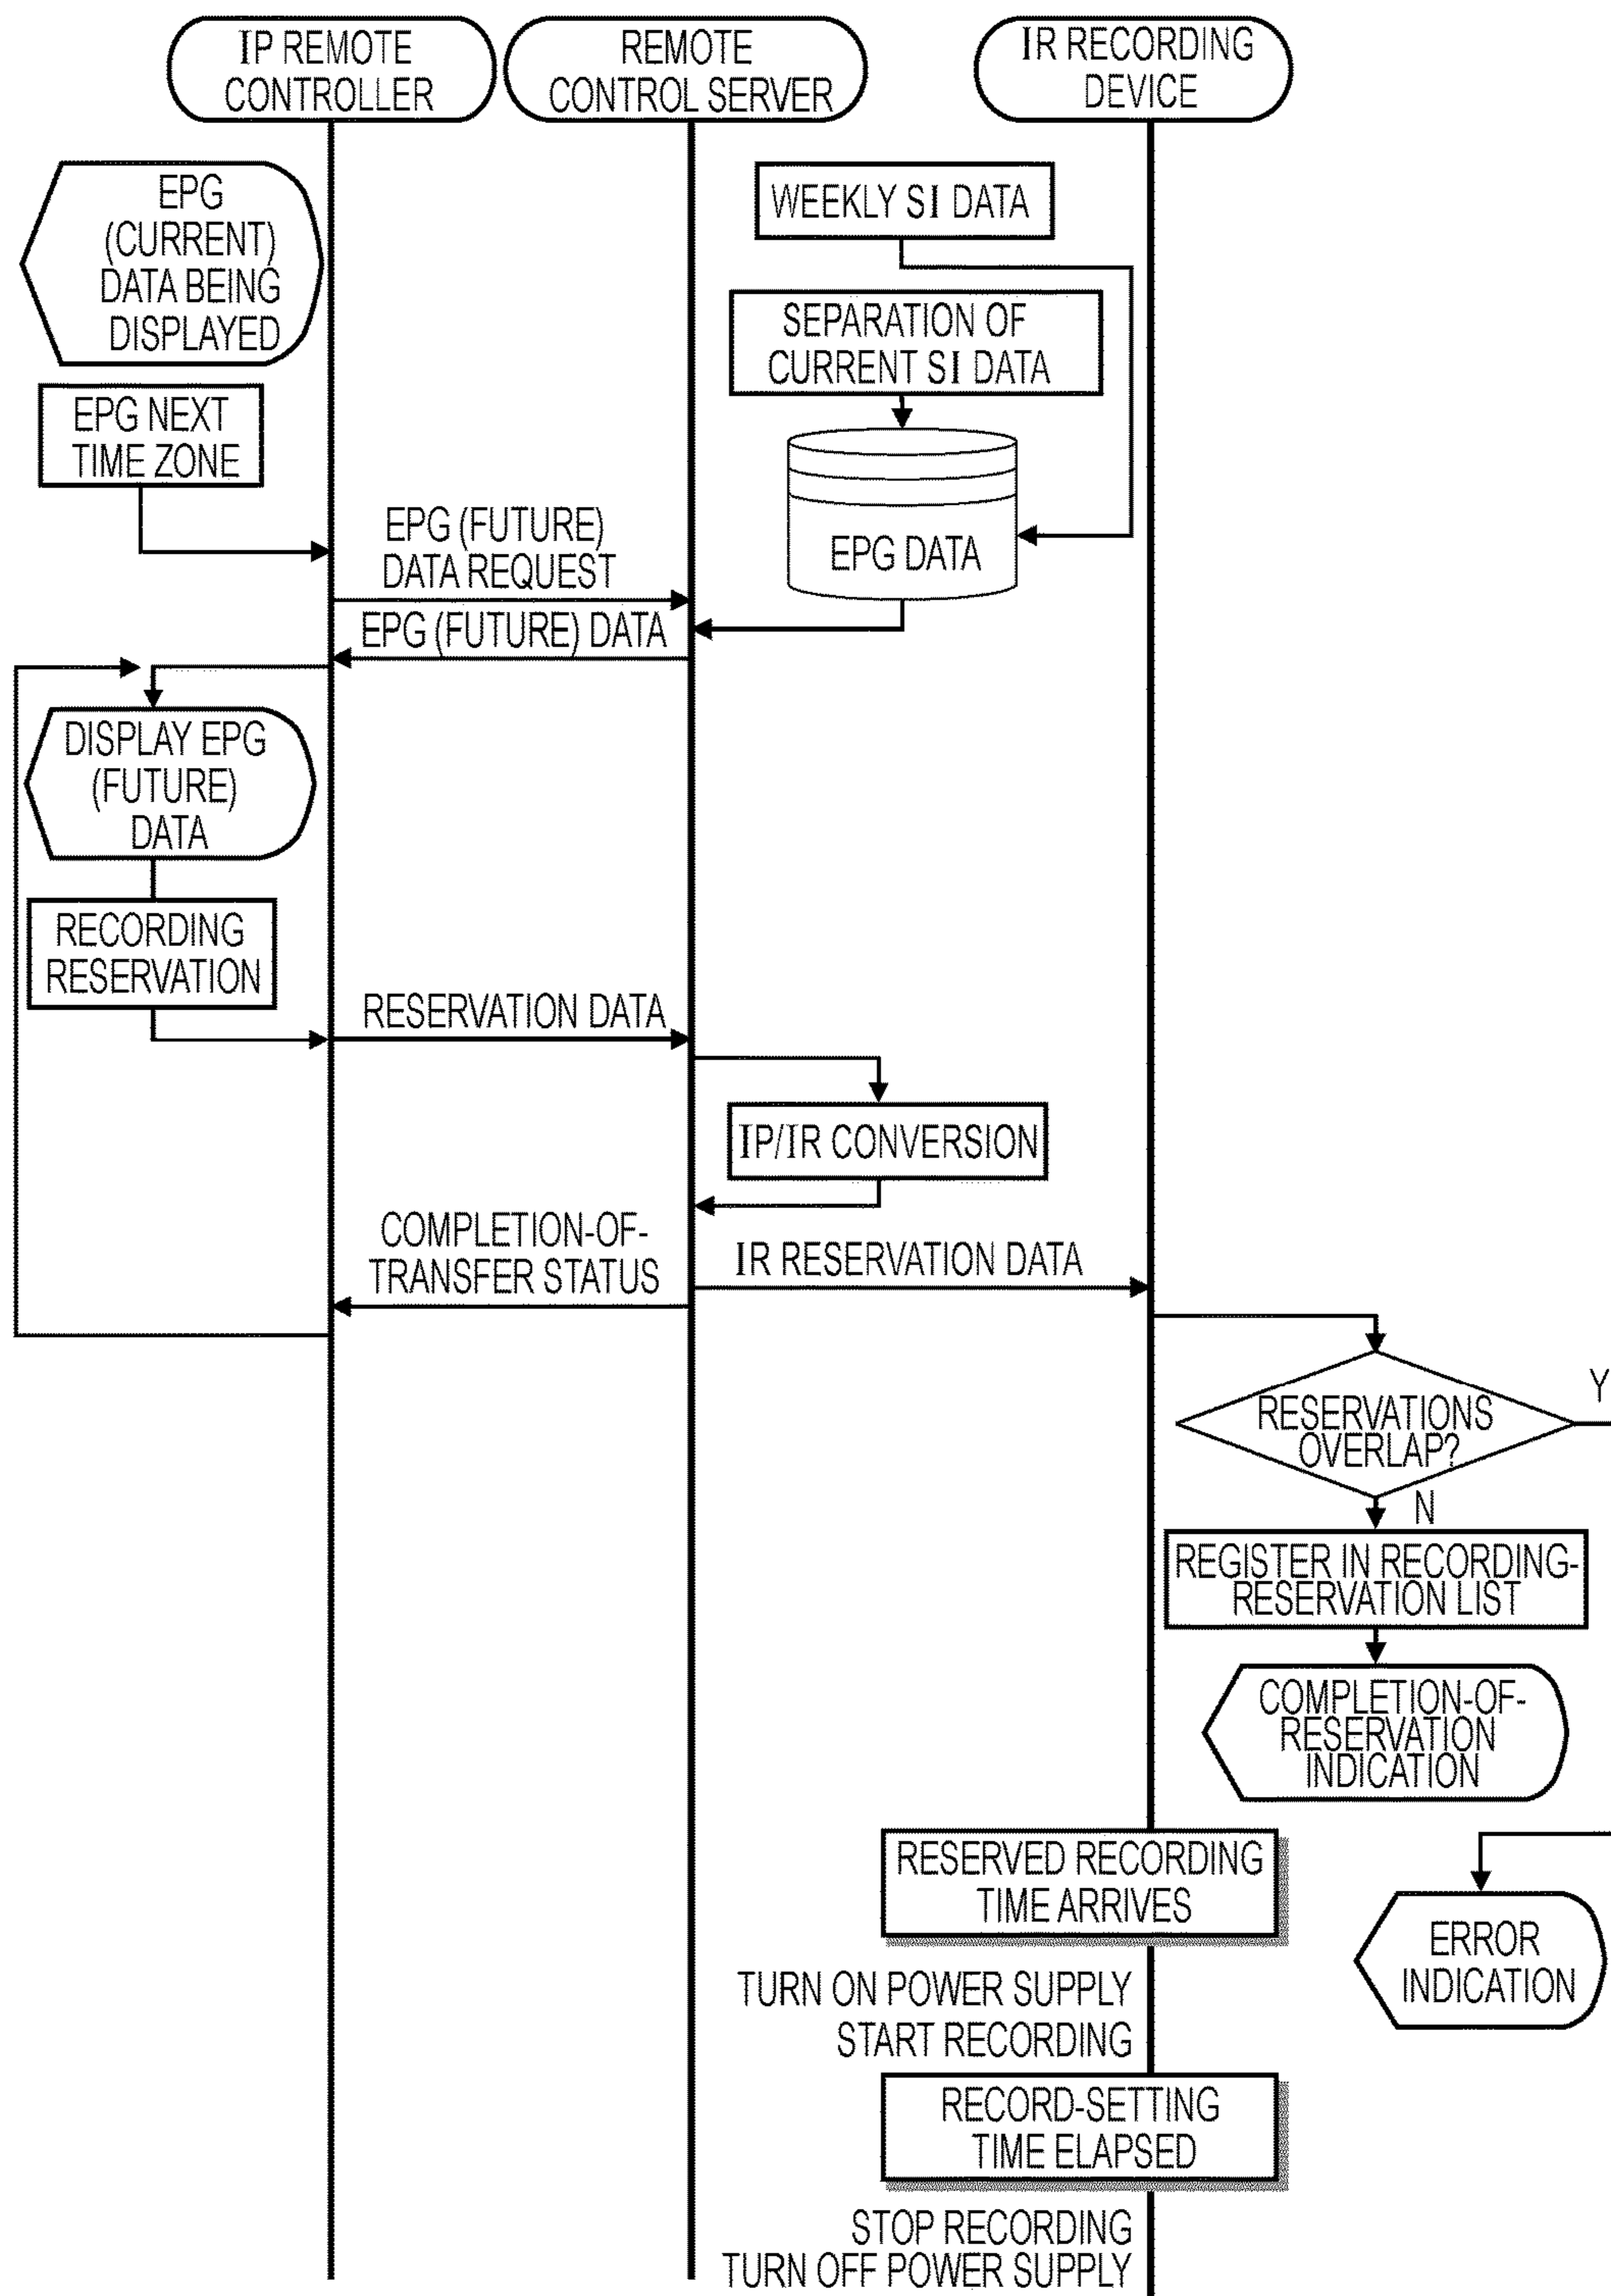 IP REMOTE
CONTROLLER
REMOTE
CONTROL SERVER
IR RECORDING
DEVICE
EPG
(CURRENT)
DATA BEING
DISPLAYED
WEEKLY SI DATA
SEPARATION OF
CURRENT SI DATA
EPG NEXT
TIME ZONE
EPG DATA
EPG (FUTURE)
DATA REQUEST
EPG (FUTURE) DATA
DISPLAY EPG
(FUTURE)
DATA
RECORDING
RESERVATION
RESERVATION DATA
IP/IR CONVERSION
COMPLETION-OF-
TRANSFER STATUS
IR RESERVATION DATA
RESERVATIONS
OVERLAP?
Y
N
REGISTER IN RECORDING-
RESERVATION LIST
COMPLETION-OF-
RESERVATION
INDICATION
RESERVED RECORDING
TIME ARRIVES
ERROR
INDICATION
TURN ON POWER SUPPLY
START RECORDING
RECORD-SETTING
TIME ELAPSED
STOP RECORDING
TURN OFF POWER SUPPLY